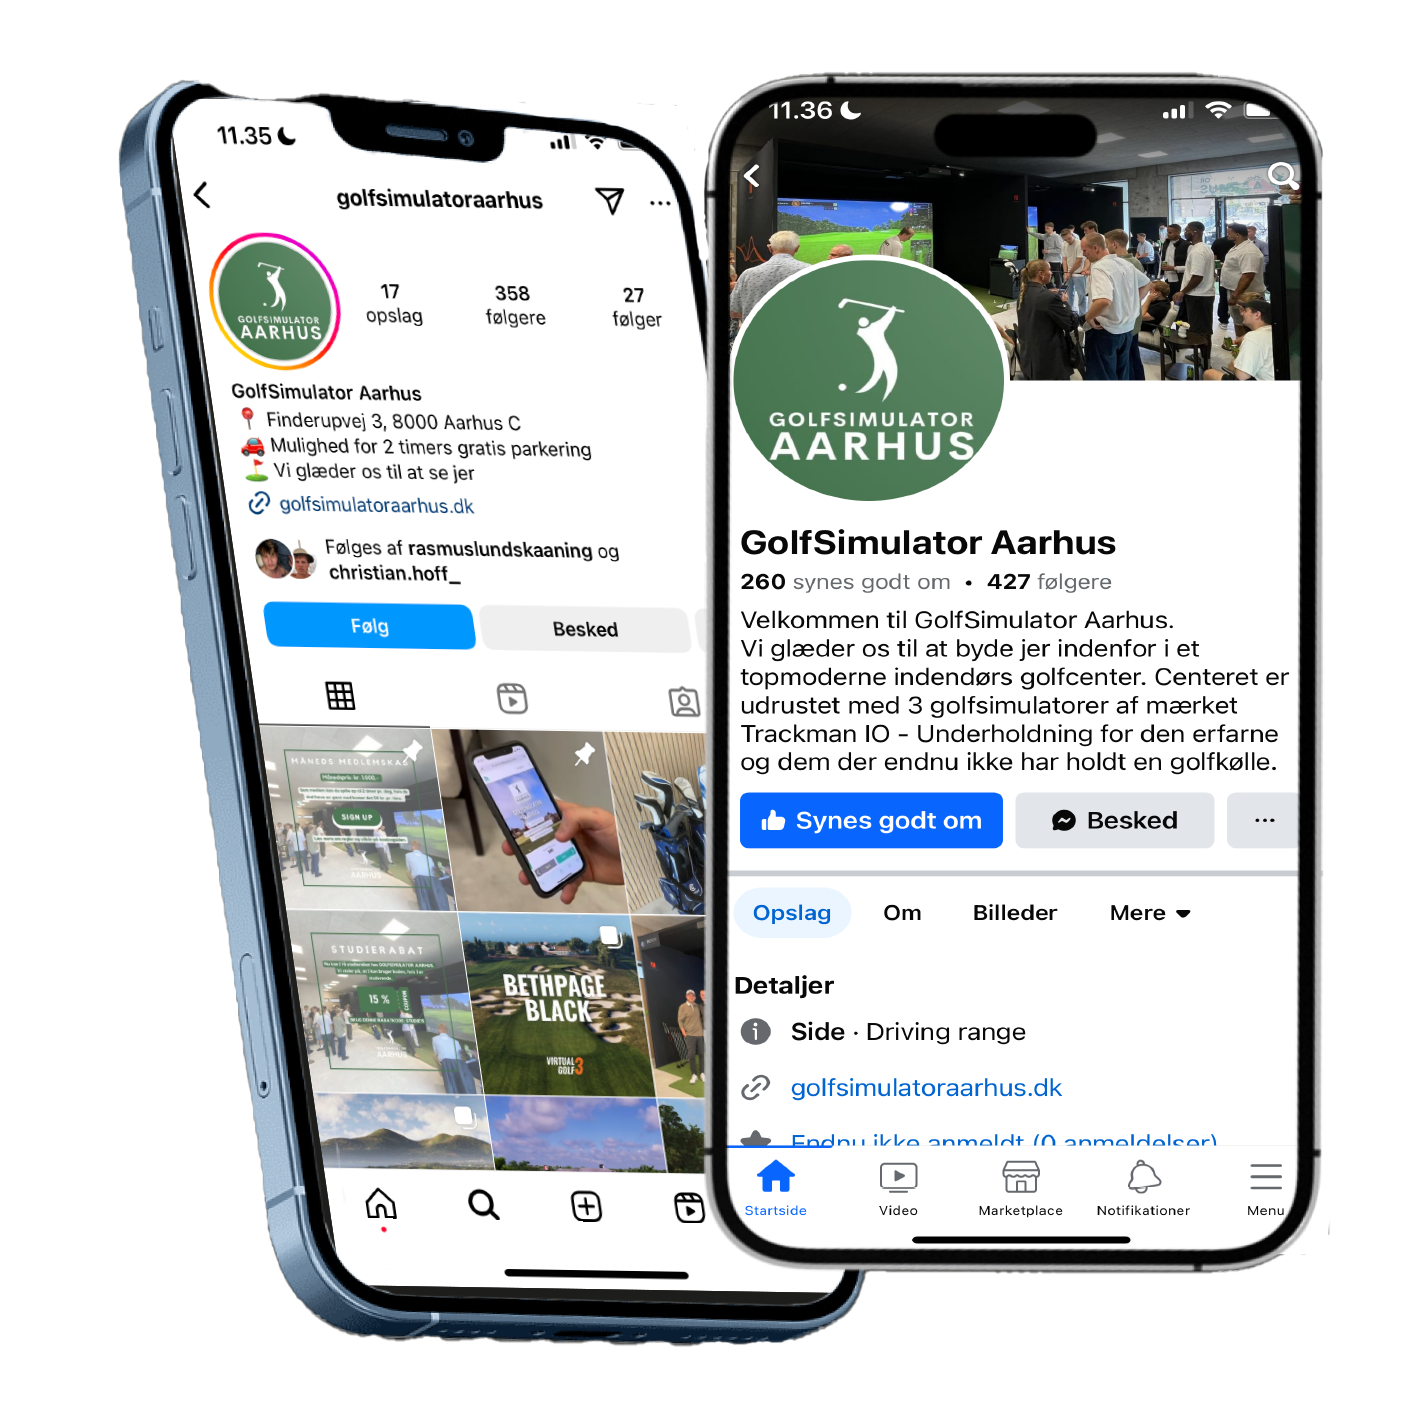 11.35
golfsimulatoraarhus
GOLFSIMULATOR
AARHUS
17
opslag
358
følgere
27
følger
GolfSimulator Aarhus
Finderupvej 3, 8000 Aarhus C
Mulighed for 2 timers gratis parkering
Vi glæder os til at se jer
golfsimulatoraarhus.dk
Følges af rasmuslundskaaning og
christian.hoff_
Følg
Besked
MÅNEDS MEDLEMSKAB
SIGN UP
AARHUS
STUDIERABAT
15 %
AARHUS
BETHPAGE
BLACK
VIRTUAL
GOLF 3
11.36
GOLFSIMULATOR
AARHUS
GolfSimulator Aarhus
260 synes godt om • 427 følgere
Velkommen til GolfSimulator Aarhus.
Vi glæder os til at byde jer indenfor i et
topmoderne indendørs golfcenter. Centeret er
udrustet med 3 golfsimulatorer af mærket
Trackman IO - Underholdning for den erfarne
og dem der endnu ikke har holdt en golfkølle.
Synes godt om
Besked
Opslag
Om
Billeder
Mere
Detaljer
Side · Driving range
golfsimulatoraarhus.dk
Endnu ikke anmeldt (0 anmeldelser)
Startside
Video
Marketplace
Notifikationer
Menu